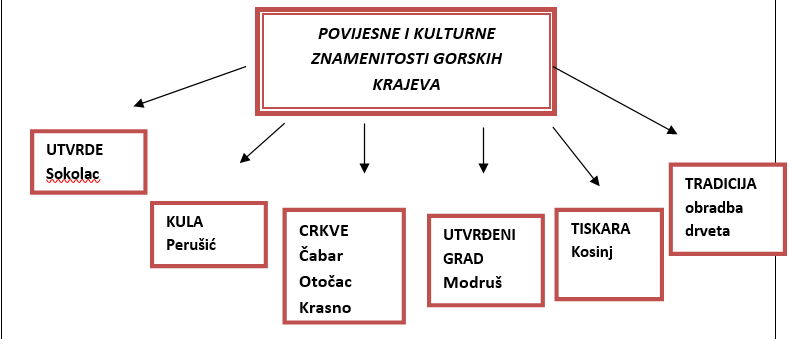 POVIJESNE I KULTURNE
ZNAMENITOSTI GORSKIH
KRAJEVA
UTVRDE
Sokolac
KULA
Perušić
CRKVE
Čabar
Otočac
Krasno
UTVRĐENI
GRAD
Modruš
TISKARA
Kosinj
TRADICIJA
obradba
drveta